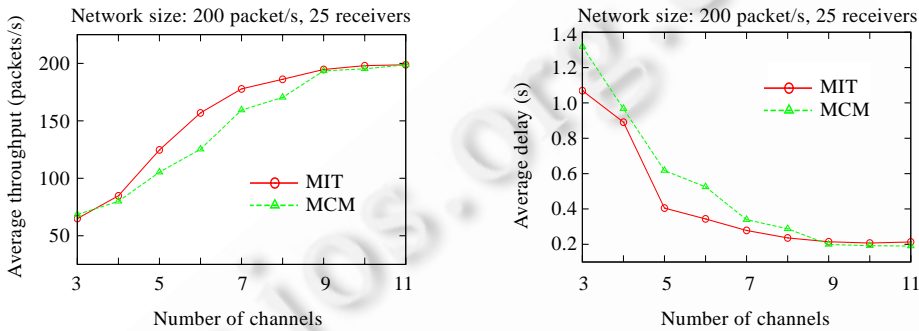 Network size: 200 packet/s, 25 receivers
Average throughput (packets/s)
200
150
100
50
3
5
7
9
11
MIT
MCM
Number of channels
Network size: 200 packet/s, 25 receivers
Average delay (s)
1.4
1.2
1.0
0.8
0.6
0.4
0.2
3
5
7
9
11
MIT
MCM
Number of channels
ios.org.